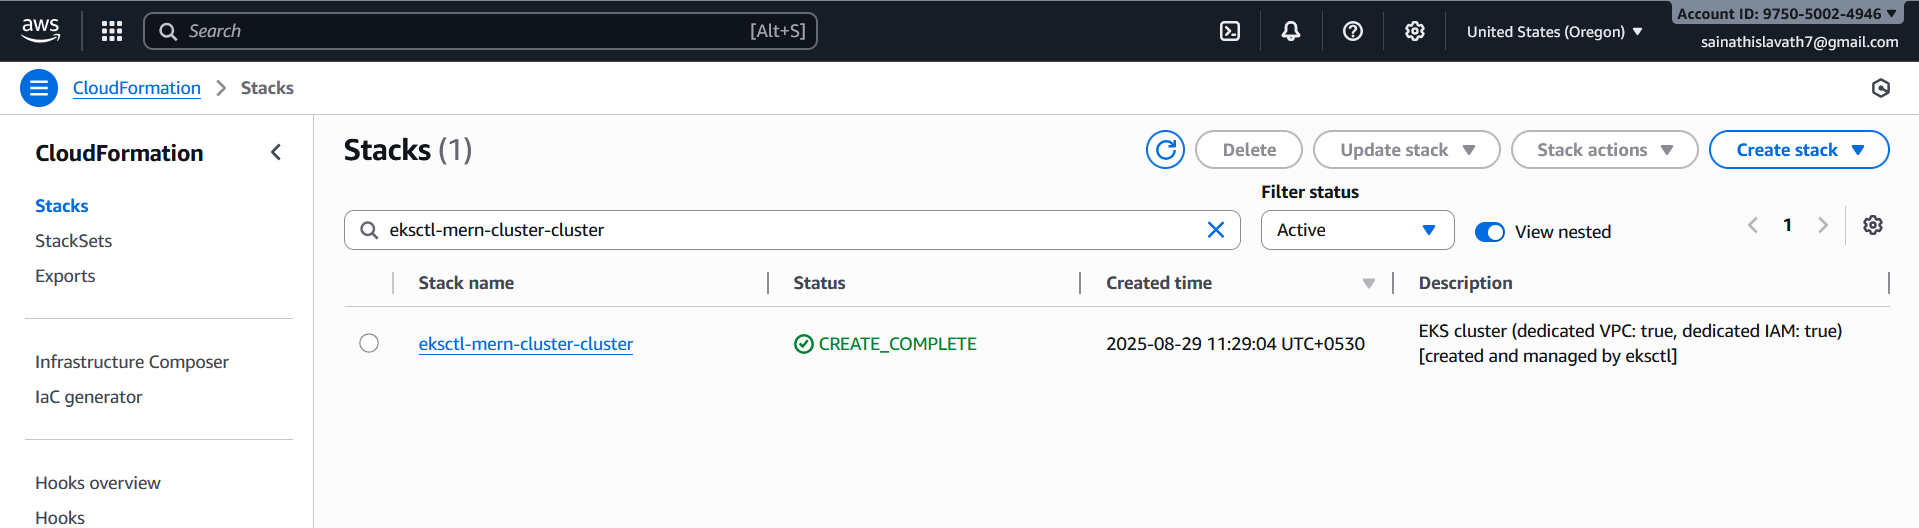 aws
Search [Alt+S]
United States (Oregon)
Account ID: 9750-5002-4946
sainathislavath7@gmail.com
CloudFormation > Stacks
CloudFormation
Stacks
StackSets
Exports
Infrastructure Composer
IaC generator
Hooks overview
Hooks
Stacks (1)
Delete
Update stack
Stack actions
Create stack
Filter status
eksctl-mern-cluster-cluster
Active
View nested
1
Stack name Status Created time Description
eksctl-mern-cluster-cluster CREATE_COMPLETE 2025-08-29 11:29:04 UTC+0530 EKS cluster (dedicated VPC: true, dedicated IAM: true)
[created and managed by eksctl]